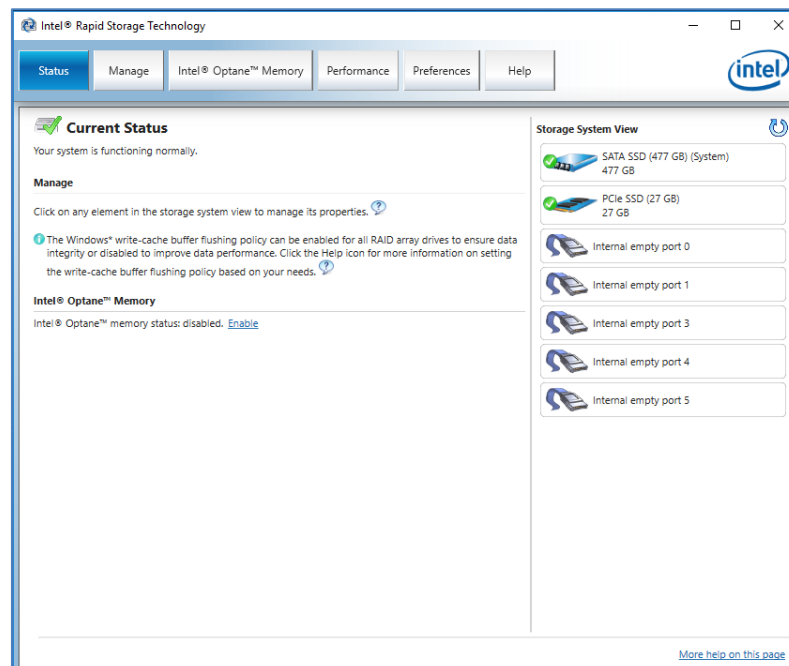 Intel® Rapid Storage Technology
Status
Manage
Intel® Optane™ Memory
Performance
Preferences
Help
intel
Current Status
Your system is functioning normally.
Manage
Click on any element in the storage system view to manage its properties.
The Windows* write-cache buffer flushing policy can be enabled for all RAID array drives to ensure data
integrity or disabled to improve data performance. Click the Help icon for more information on setting
the write-cache buffer flushing policy based on your needs.
Intel® Optane™ Memory
Intel® Optane™ memory status: disabled. Enable
Storage System View
SATA SSD (477 GB) (System)
477 GB
PCIe SSD (27 GB)
27 GB
Internal empty port 0
Internal empty port 1
Internal empty port 3
Internal empty port 4
Internal empty port 5
More help on this page